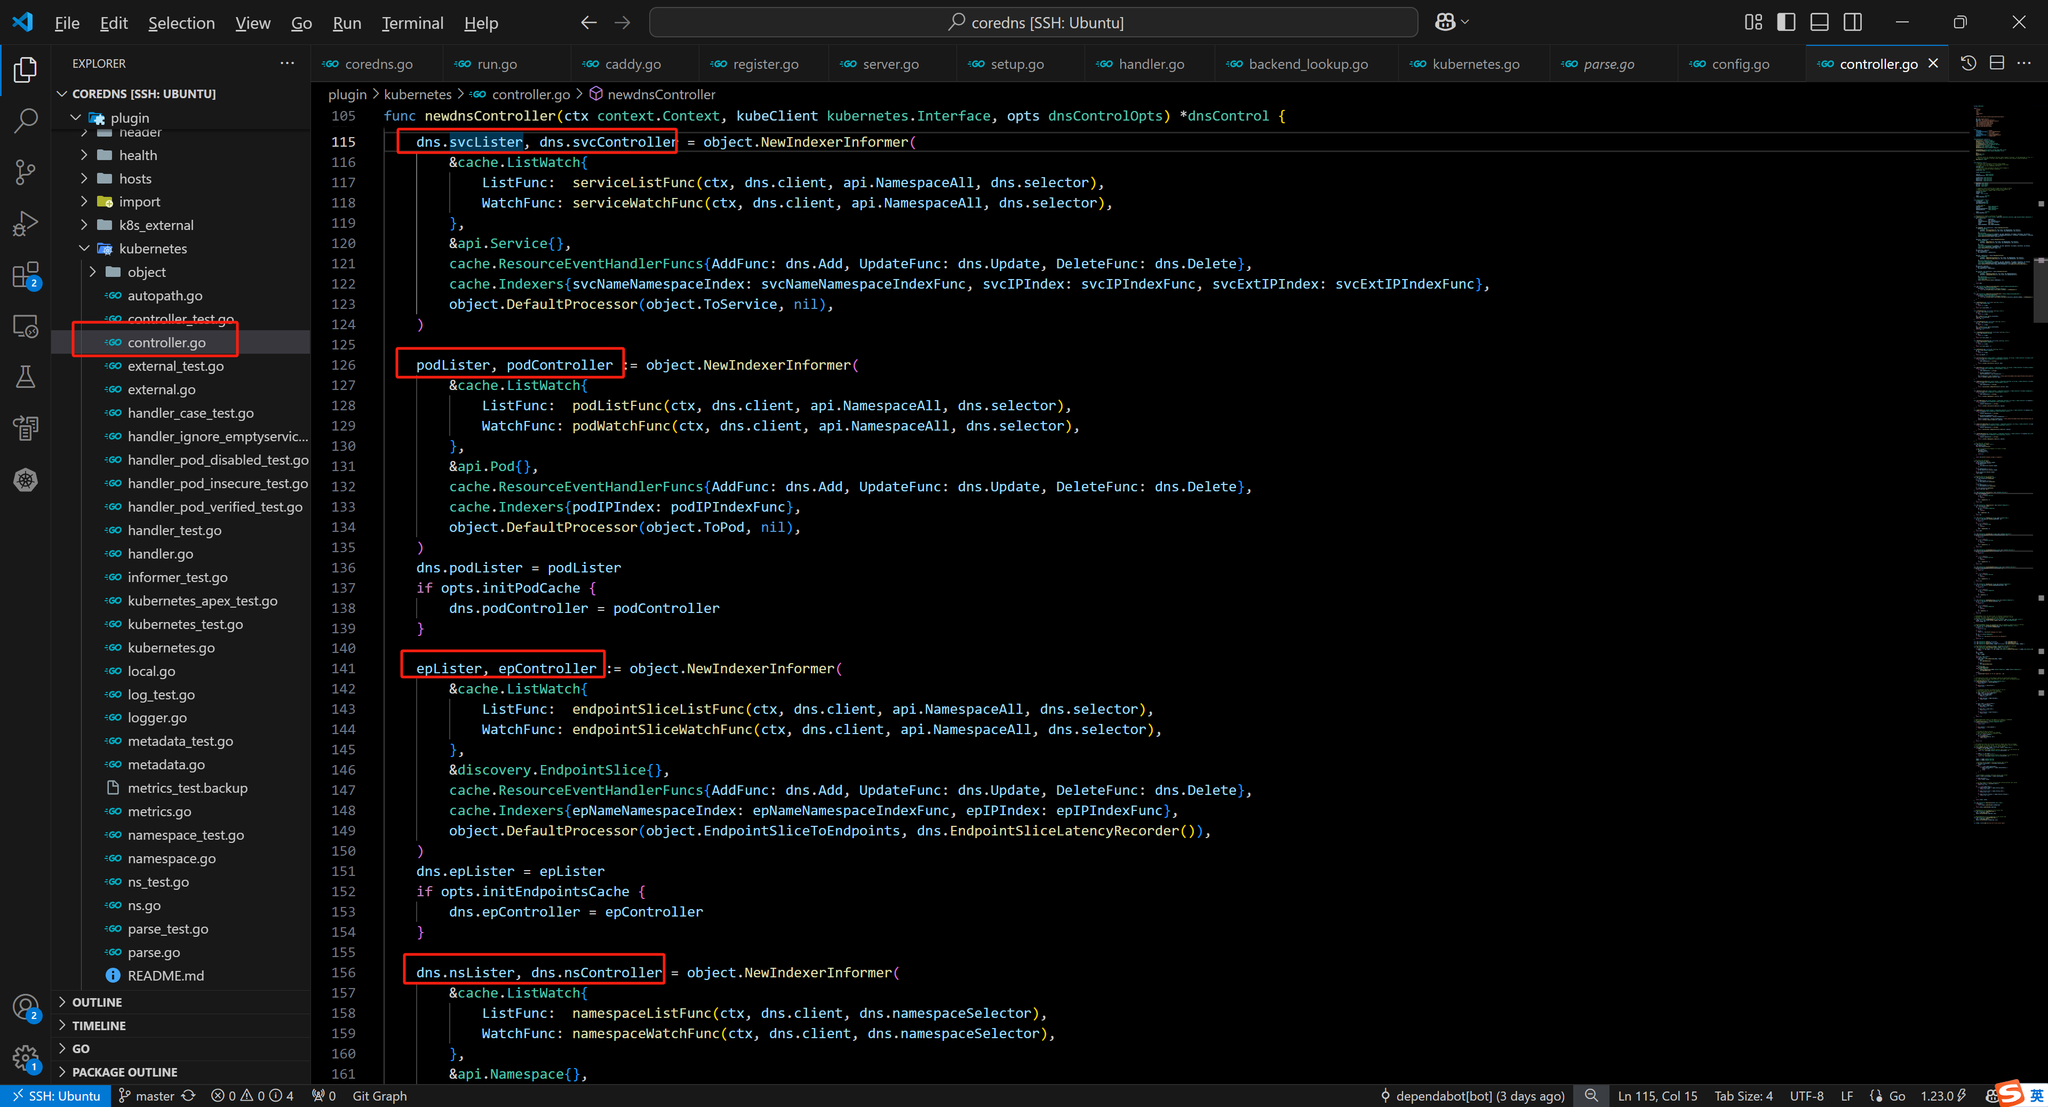 File Edit Selection View Go Run Terminal Help
coredns [SSH: Ubuntu]
EXPLORER
COREDNS [SSH: UBUNTU]
plugin
header
health
hosts
import
k8s_external
kubernetes
object
autopath.go
controller_test.go
controller.go
external_test.go
external.go
handler_case_test.go
handler_ignore_emptyservic...
handler_pod_disabled_test.go
handler_pod_insecure_test.go
handler_pod_verified_test.go
handler_test.go
handler.go
informer_test.go
kubernetes_apex_test.go
kubernetes_test.go
kubernetes.go
local.go
log_test.go
logger.go
metadata_test.go
metadata.go
metrics_test.backup
metrics.go
namespace_test.go
namespace.go
ns_test.go
ns.go
parse_test.go
parse.go
README.md
OUTLINE
TIMELINE
GO
PACKAGE OUTLINE
2
2
1
coredns.go run.go caddy.go register.go server.go setup.go handler.go backend_lookup.go kubernetes.go parse.go config.go controller.go
plugin > kubernetes > controller.go > newdnsController
105 func newdnsController(ctx context.Context, kubeClient kubernetes.Interface, opts dnsControlOpts) *dnsControl {
115 dns.svcLister, dns.svcController = object.NewIndexerInformer(
116 &cache.ListWatch{
117 ListFunc:  serviceListFunc(ctx, dns.client, api.NamespaceAll, dns.selector),
118 WatchFunc: serviceWatchFunc(ctx, dns.client, api.NamespaceAll, dns.selector),
119 },
120 &api.Service{},
121 cache.ResourceEventHandlerFuncs{AddFunc: dns.Add, UpdateFunc: dns.Update, DeleteFunc: dns.Delete},
122 cache.Indexers{svcNameNamespaceIndex: svcNameNamespaceIndexFunc, svcIPIndex: svcIPIndexFunc, svcExtIPIndex: svcExtIPIndexFunc},
123 object.DefaultProcessor(object.ToService, nil),
124 )
125
126 podLister, podController := object.NewIndexerInformer(
127 &cache.ListWatch{
128 ListFunc:  podListFunc(ctx, dns.client, api.NamespaceAll, dns.selector),
129 WatchFunc: podWatchFunc(ctx, dns.client, api.NamespaceAll, dns.selector),
130 },
131 &api.Pod{},
132 cache.ResourceEventHandlerFuncs{AddFunc: dns.Add, UpdateFunc: dns.Update, DeleteFunc: dns.Delete},
133 cache.Indexers{podIPIndex: podIPIndexFunc},
134 object.DefaultProcessor(object.ToPod, nil),
135 )
136 dns.podLister = podLister
137 if opts.initPodCache {
138 dns.podController = podController
139 }
140
141 epLister, epController := object.NewIndexerInformer(
142 &cache.ListWatch{
143 ListFunc:  endpointSliceListFunc(ctx, dns.client, api.NamespaceAll, dns.selector),
144 WatchFunc: endpointSliceWatchFunc(ctx, dns.client, api.NamespaceAll, dns.selector),
145 },
146 &discovery.EndpointSlice{},
147 cache.ResourceEventHandlerFuncs{AddFunc: dns.Add, UpdateFunc: dns.Update, DeleteFunc: dns.Delete},
148 cache.Indexers{epNameNamespaceIndex: epNameNamespaceIndexFunc, epIPIndex: epIPIndexFunc},
149 object.DefaultProcessor(object.EndpointSliceToEndpoints, dns.EndpointSliceLatencyRecorder()),
150 )
151 dns.epLister = epLister
152 if opts.initEndpointsCache {
153 dns.epController = epController
154 }
155
156 dns.nsLister, dns.nsController = object.NewIndexerInformer(
157 &cache.ListWatch{
158 ListFunc:  namespaceListFunc(ctx, dns.client, dns.namespaceSelector),
159 WatchFunc: namespaceWatchFunc(ctx, dns.client, dns.namespaceSelector),
160 },
161 &api.Namespace{},
SSH: Ubuntu master 0 0 4 0 Git Graph dependabot[bot] (3 days ago) Ln 115, Col 15 Tab Size: 4 UTF-8 LF Go 1.23.0 英